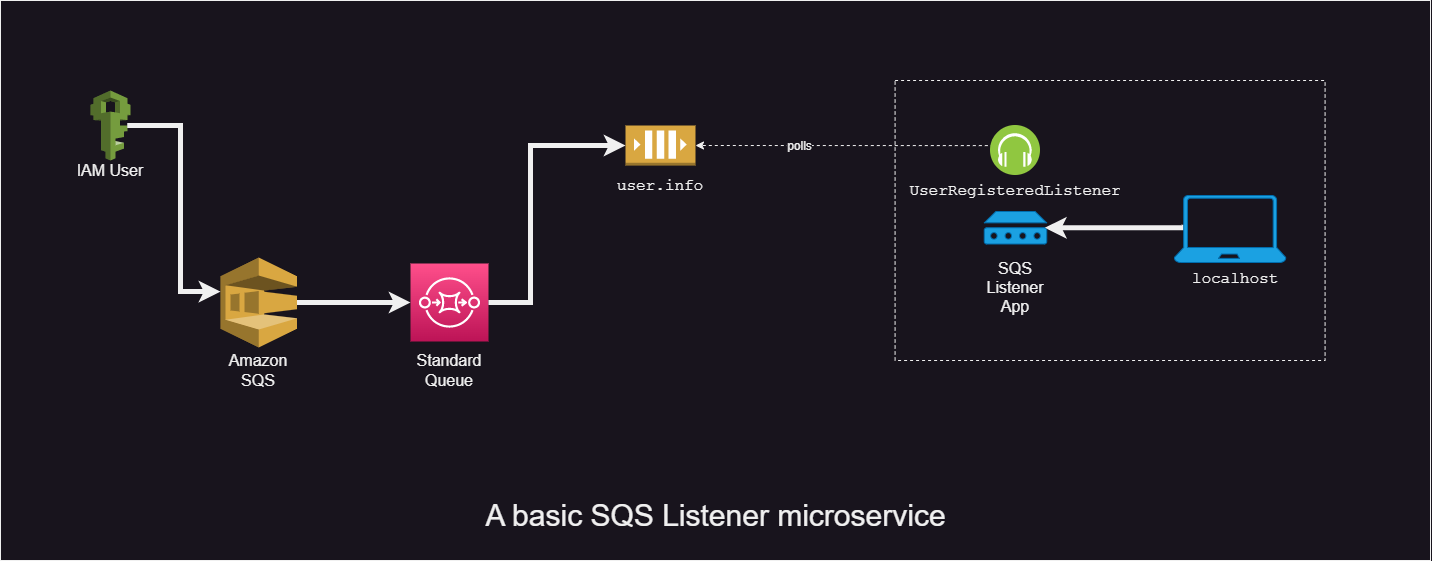 IAM User
polls
user.info
UserRegisteredListener
SQS
Listener
App
localhost
Amazon
SQS
Standard
Queue
A basic SQS Listener microservice